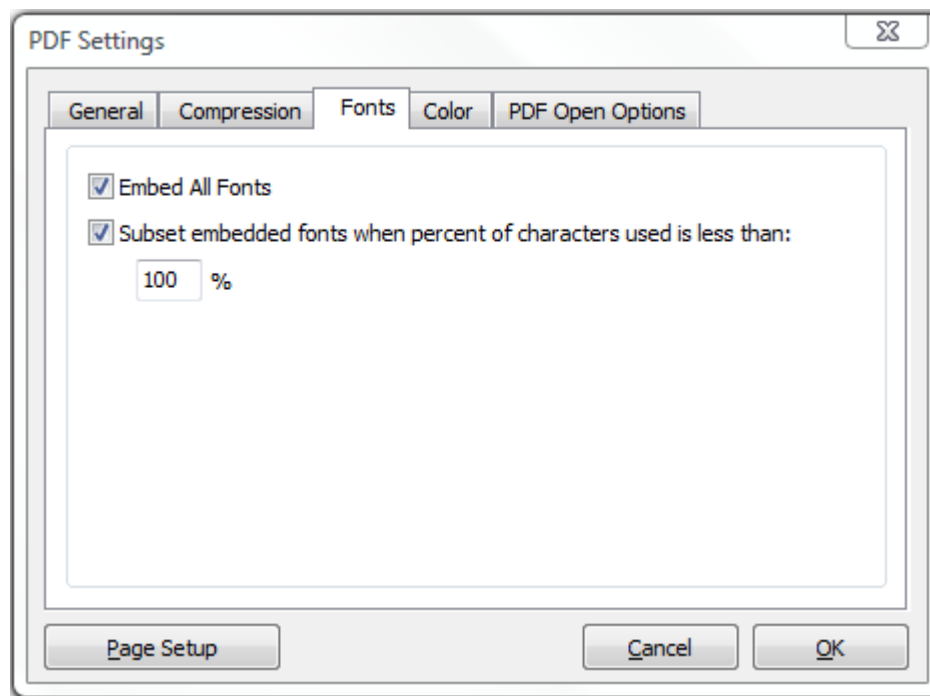 PDF Settings
General Compression Fonts Color PDF Open Options
Embed All Fonts
Subset embedded fonts when percent of characters used is less than:
100 %
Page Setup Cancel OK